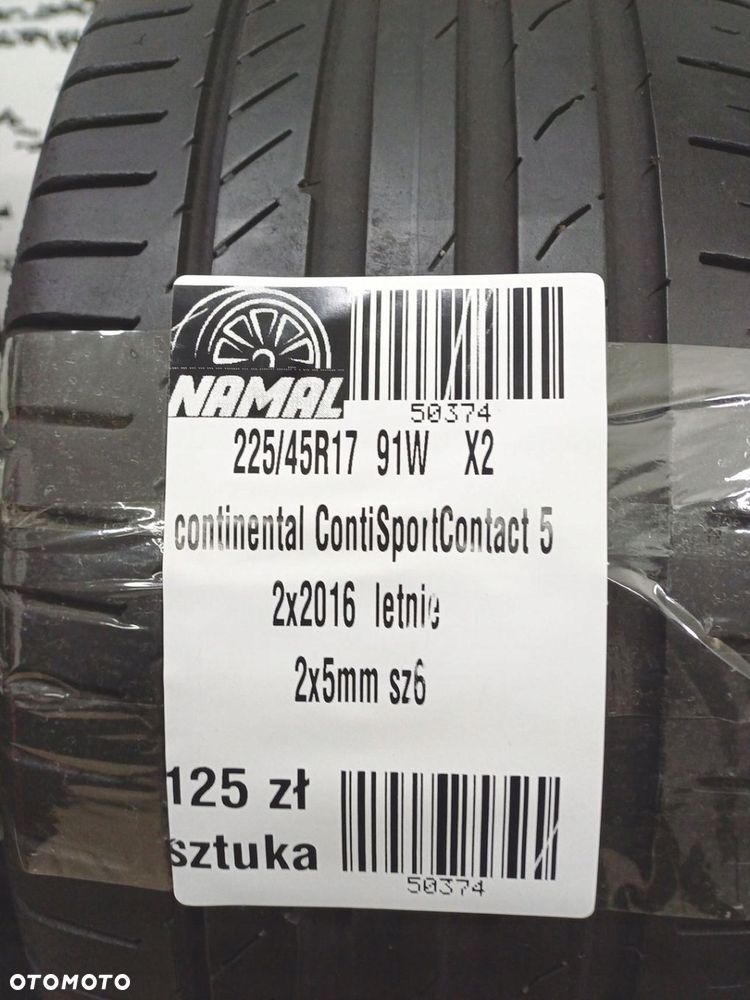 NAMAL
50374
225/45R17 91W X2
continental ContiSportContact 5
2x2016 letnie
2x5mm sz6
125 zł
sztuka
50374
OTOMOTO